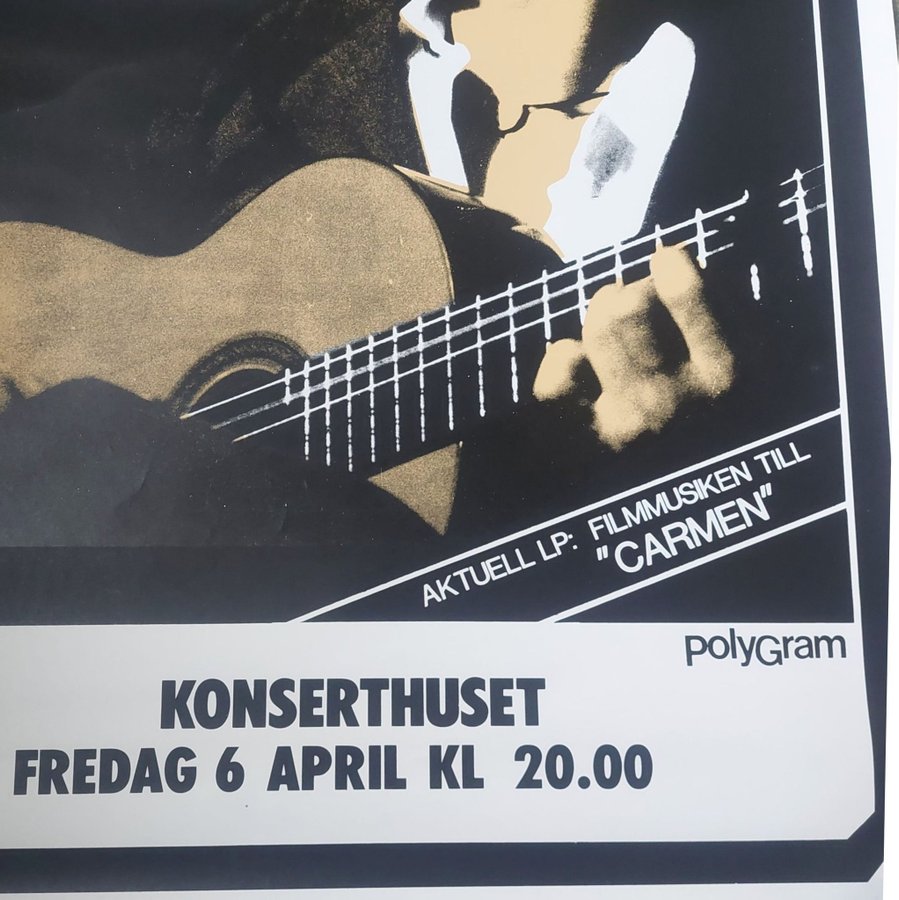 AKTUELL LP: FILMMUSIKEN TILL
"CARMEN"
PolyGram
KONSERTHUSET
FREDAG 6 APRIL KL 20.00